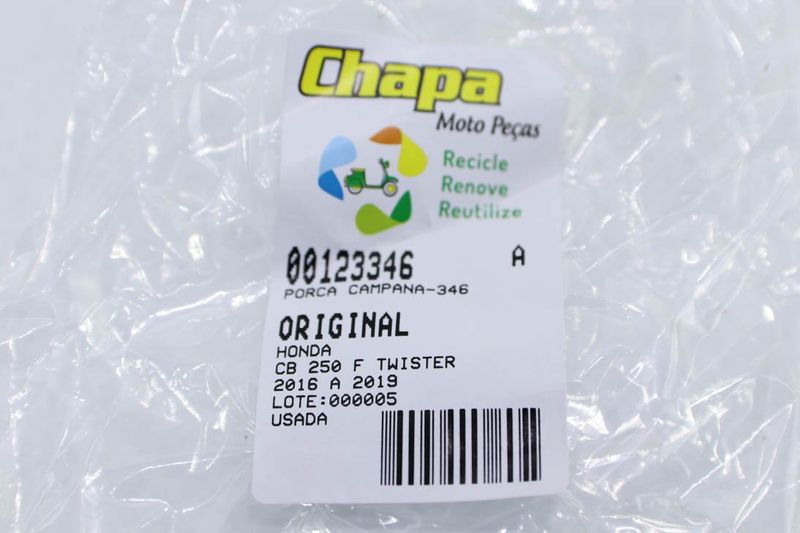 Chapa
Moto Peças
Recicle
Renove
Reutilize
00123346 A
PORCA CAMPANA-346
ORIGINAL
HONDA
CB 250 F TWISTER
2016 A 2019
LOTE:000005
USADA